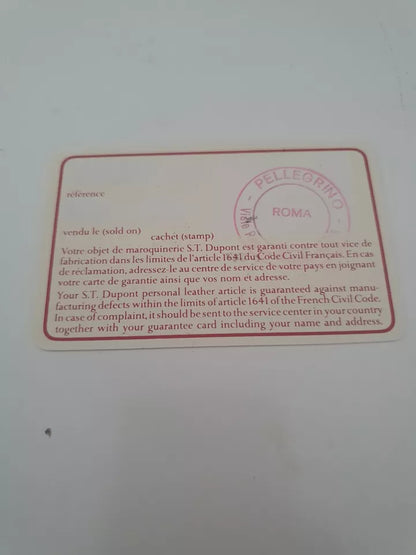 référence
PELLEGRINO
ROMA
vendu le (sold on)
cachet (stamp)
Votre objet de maroquinerie S.T. Dupont est garanti contre tout vice de
fabrication dans les limites de l'article 1641 du Code Civil Français. En cas
de réclamation, adressez-le au centre de service de votre pays en joignant
votre carte de garantie ainsi que vos nom et adresse.
Your S.T. Dupont personal leather article is guaranteed against manu-
facturing defects within the limits of article 1641 of the French Civil Code.
In case of complaint, it should be sent to the service center in your country
together with your guarantee card including your name and address.